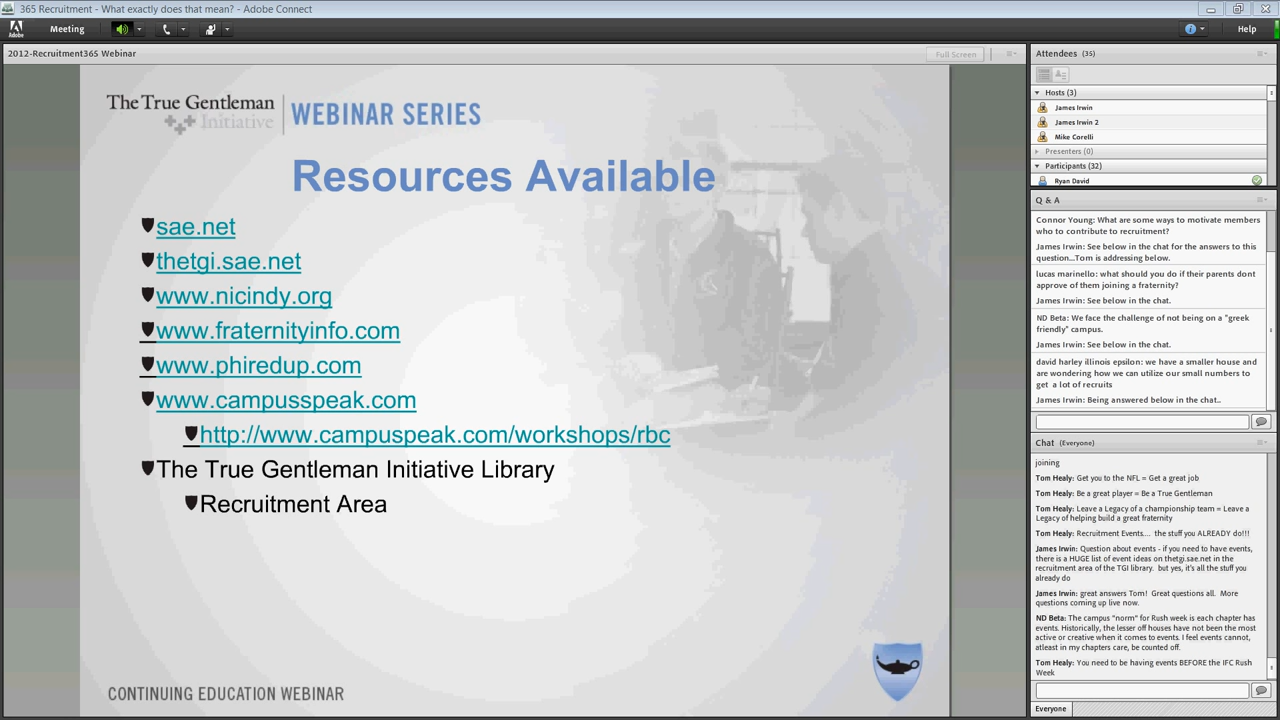 365 Recruitment - What exactly does that mean? - Adobe Connect
Adobe
Meeting
Help
2012-Recruitment365 Webinar
Full Screen
The True Gentleman
Initiative
WEBINAR SERIES
Resources Available
sae.net
thetgi.sae.net
www.nicindy.org
www.fraternityinfo.com
www.phiredup.com
www.campusspeak.com
http://www.campuspeak.com/workshops/rbc
The True Gentleman Initiative Library
Recruitment Area
CONTINUING EDUCATION WEBINAR
Attendees (35)
Hosts (3)
James Irwin
James Irwin 2
Mike Corelli
Presenters (0)
Participants (32)
Ryan David
Q & A
Connor Young: What are some ways to motivate members
who to contribute to recruitment?
James Irwin: See below in the chat for the answers to this
question...Tom is addressing below.
lucas marinello: what should you do if their parents dont
approve of them joining a fraternity?
James Irwin: See below in the chat.
ND Beta: We face the challenge of not being on a "greek
friendly" campus.
James Irwin: See below in the chat.
david harley illinois epsilon: we have a smaller house and
are wondering how we can utilize our small numbers to
get a lot of recruits
James Irwin: Being answered below in the chat..
Chat (Everyone)
joining
Tom Healy: Get you to the NFL = Get a great job
Tom Healy: Be a great player = Be a True Gentleman
Tom Healy: Leave a Legacy of a championship team = Leave a
Legacy of helping build a great fraternity
Tom Healy: Recruitment Events.... the stuff you ALREADY do!!!
James Irwin: Question about events - if you need to have events,
there is a HUGE list of event ideas on thetgi.sae.net in the
recruitment area of the TGI library. but yes, it's all the stuff you
already do
James Irwin: great answers Tom! Great questions all. More
questions coming up live now.
ND Beta: The campus "norm" for Rush week is each chapter has
events. Historically, the lesser off houses have not been the most
active or creative when it comes to events. I feel events cannot,
atleast in my chapters care, be counted off.
Tom Healy: You need to be having events BEFORE the IFC Rush
Week
Everyone